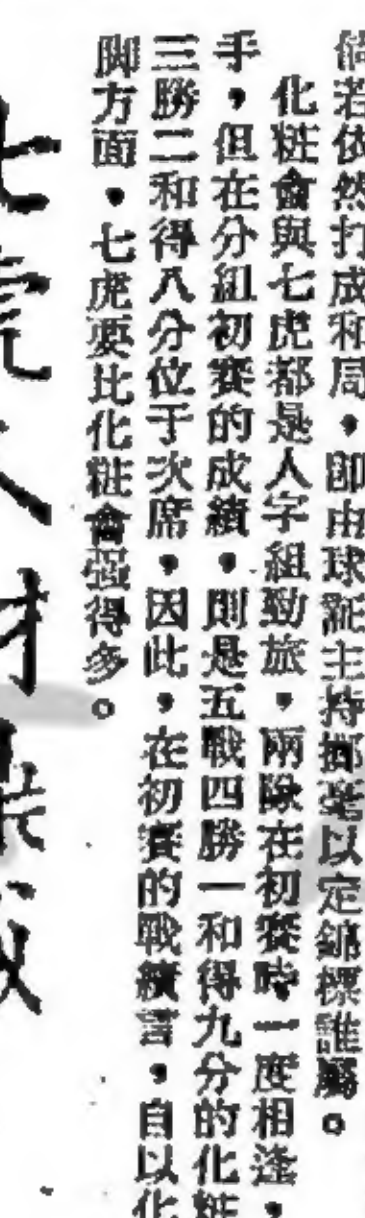 倘若依然打成和局，卽由球証主持擲毫以定錦標誰屬。
化粧會與七虎都是人字組勁旅，兩隊在初賽時一度相逢，
手，但在分組初賽的成績，則是五戰四勝一和得九分的化粧
三勝二和得八分位于次席，因此，在初賽的戰績言，自以化
脚方面，七虎要比化粧會强得多。
七虎人材